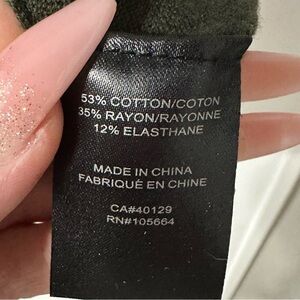 53% COTTON/COTON
35% RAYON/RAYONNE
12% ELASTHANE
MADE IN CHINA
FABRIQUÉ EN CHINE
CA#40129
RN#105664